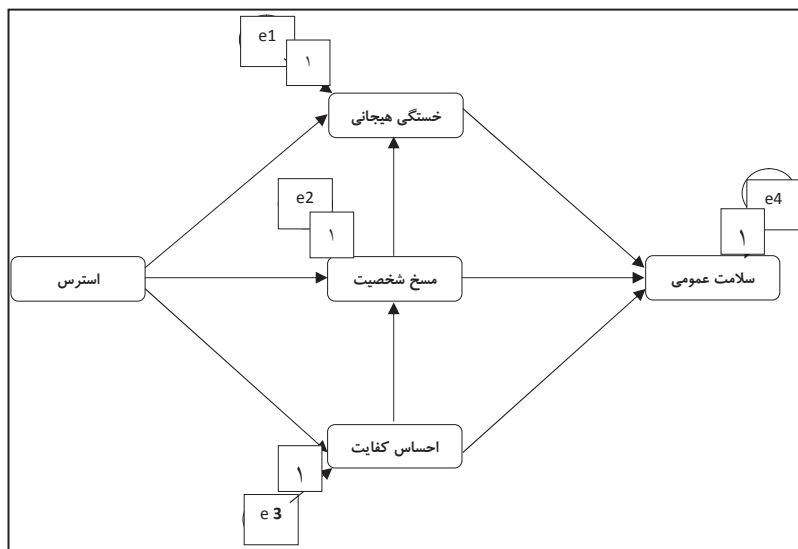 e1
۱
خستگی هیجانی
e2
۱
e4
۱
استرس
مسخ شخصیت
سلامت عمومی
احساس کفایت
۱
e 3